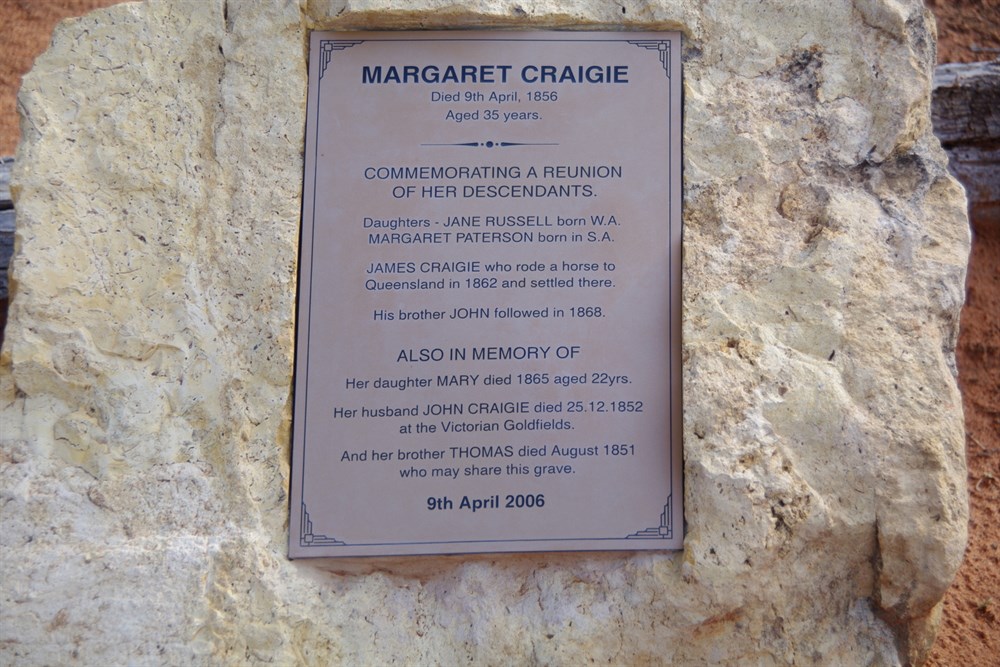 MARGARET CRAIGIE
Died 9th April, 1856
Aged 35 years.
COMMEMORATING A REUNION
OF HER DESCENDANTS.
Daughters - JANE RUSSELL born W.A.
MARGARET PATERSON born in S.A.
JAMES CRAIGIE who rode a horse to
Queensland in 1862 and settled there.
His brother JOHN followed in 1868.
ALSO IN MEMORY OF
Her daughter MARY died 1865 aged 22yrs.
Her husband JOHN CRAIGIE died 25.12.1852
at the Victorian Goldfields.
And her brother THOMAS died August 1851
who may share this grave.
9th April 2006